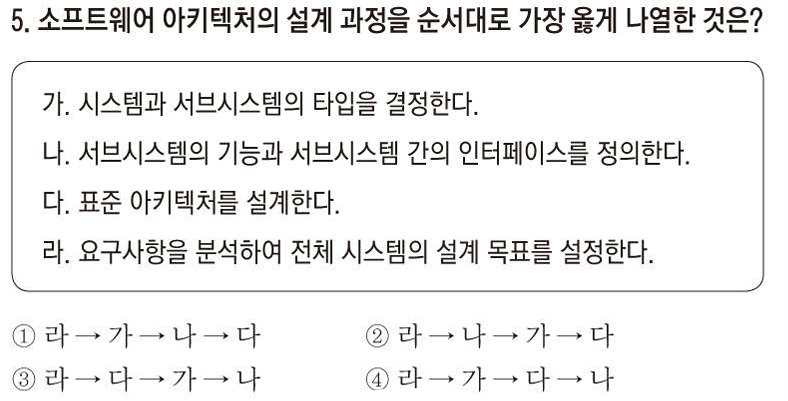 5. 소프트웨어 아키텍처의 설계 과정을 순서대로 가장 옳게 나열한 것은?
가. 시스템과 서브시스템의 타입을 결정한다.
나. 서브시스템의 기능과 서브시스템 간의 인터페이스를 정의한다.
다. 표준 아키텍처를 설계한다.
라. 요구사항을 분석하여 전체 시스템의 설계 목표를 설정한다.
① 라 → 가 → 나 → 다 ② 라 → 나 → 가 → 다
③ 라 → 다 → 가 → 나 ④ 라 → 가 → 다 → 나